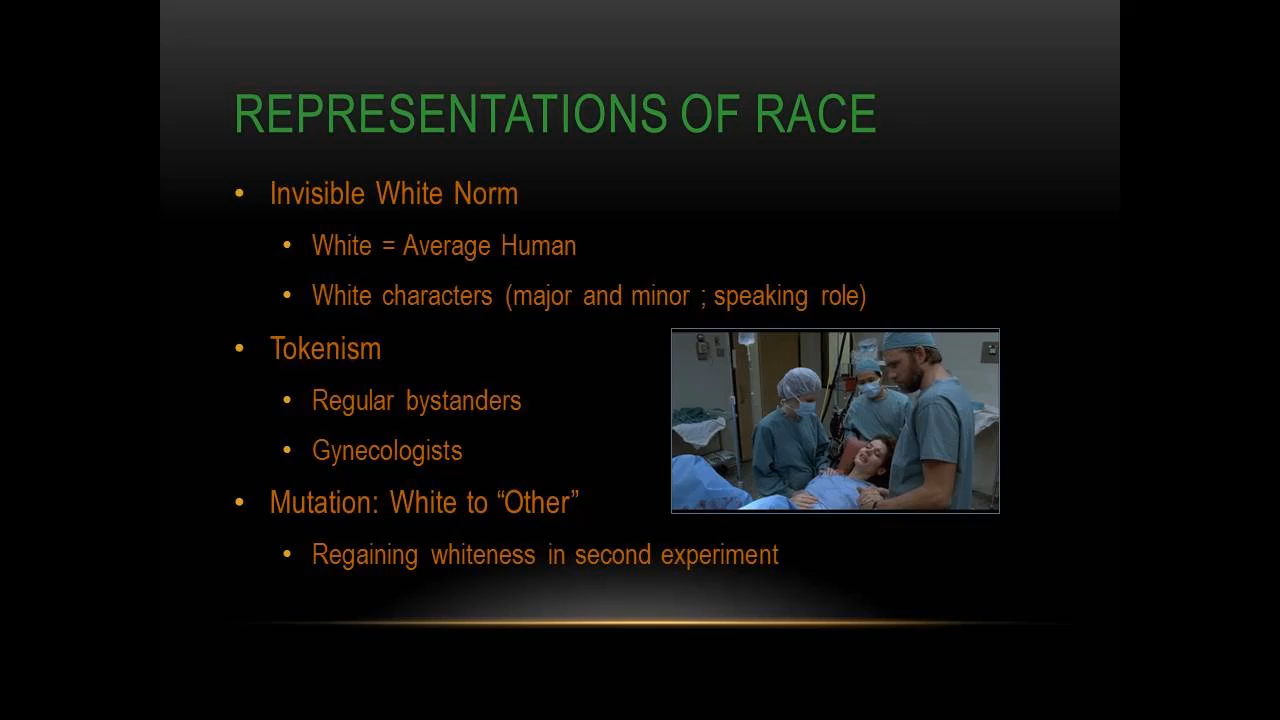 REPRESENTATIONS OF RACE
• Invisible White Norm
• White = Average Human
• White characters (major and minor ; speaking role)
• Tokenism
• Regular bystanders
• Gynecologists
• Mutation: White to “Other”
• Regaining whiteness in second experiment